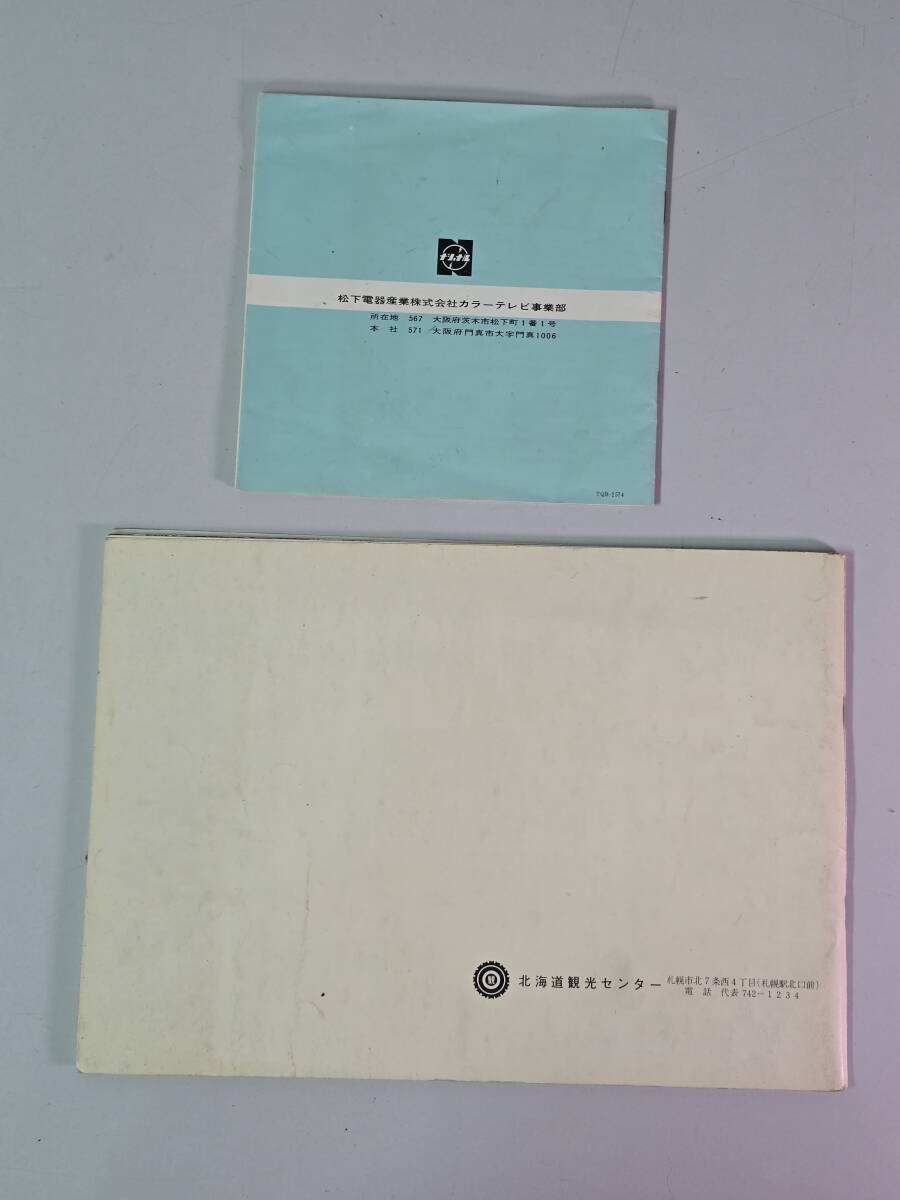 ナショナル
松下電器産業株式会社カラーテレビ事業部
所在地 567 大阪府茨木市松下町1番1号
本社 571 大阪府門真市大字門真1006
TQB-2574
北海道観光センター 札幌市北7条西4丁目(札幌駅北口前)
電話 代表742-1234